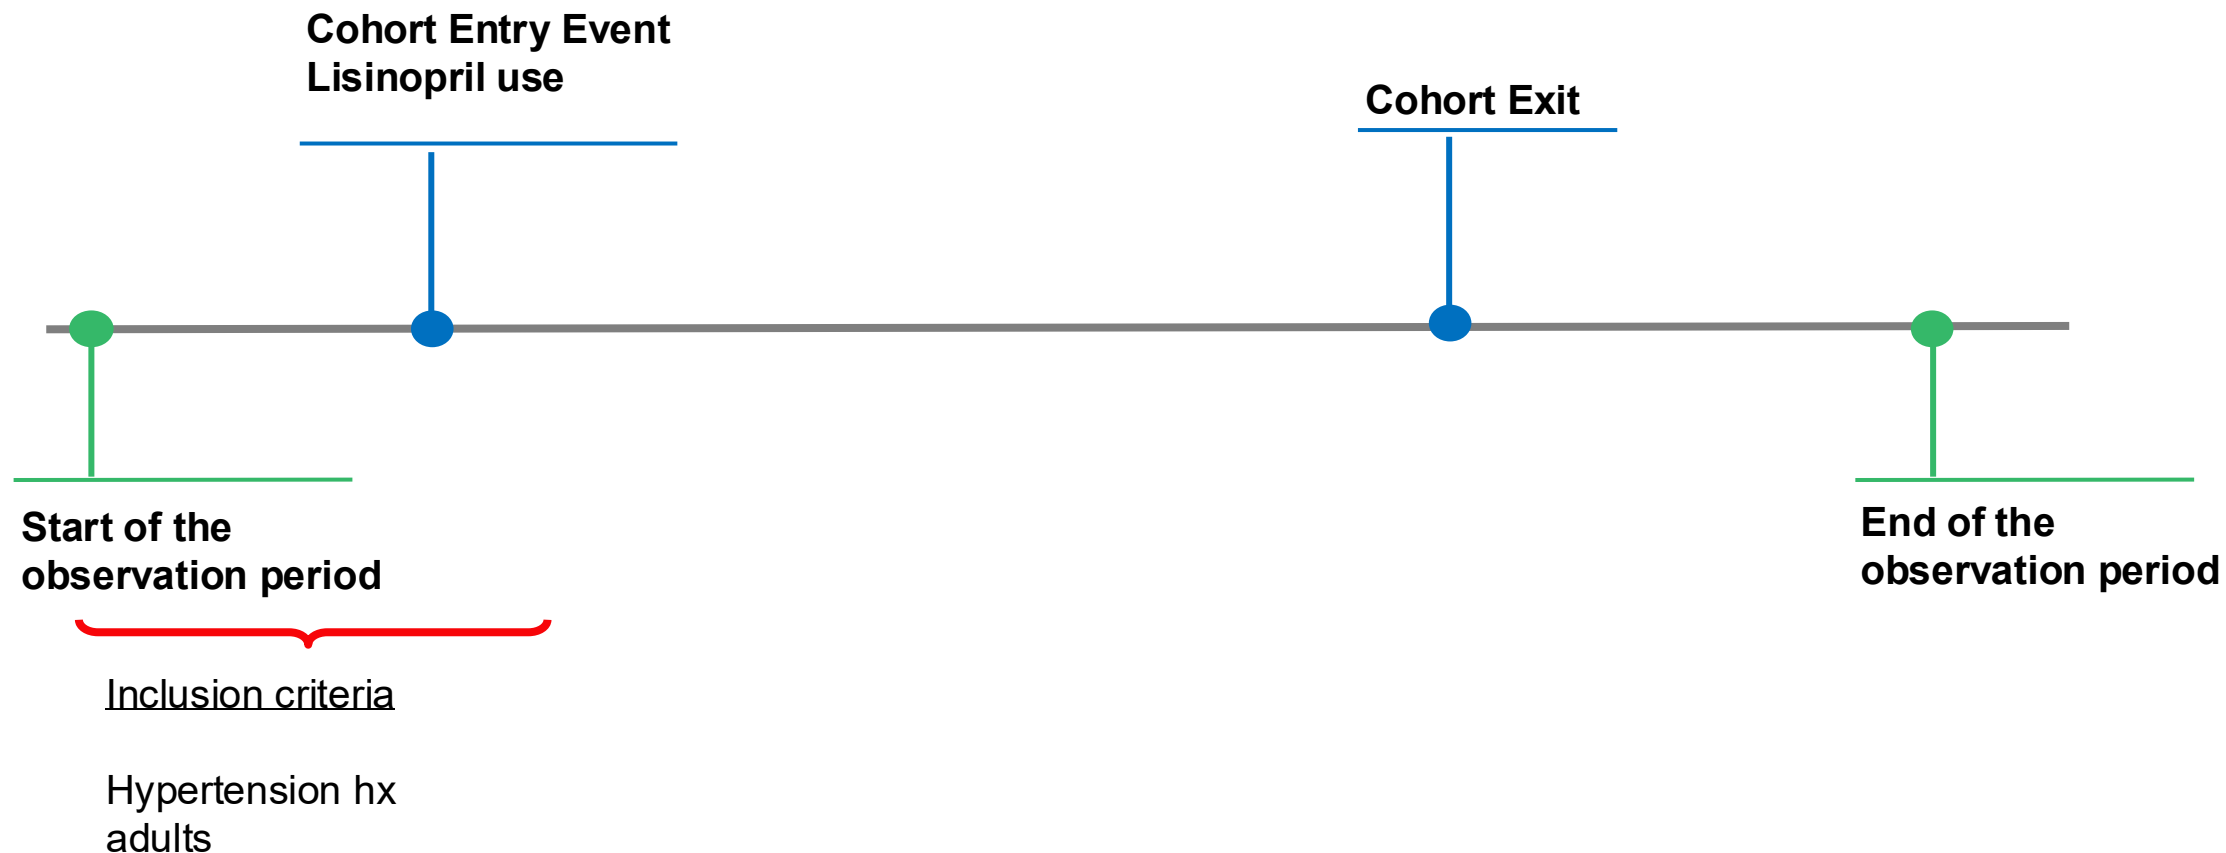 Cohort Entry Event
Lisinopril use
Cohort Exit
Start of the
observation period
End of the
observation period
Inclusion criteria
Hypertension hx
adults